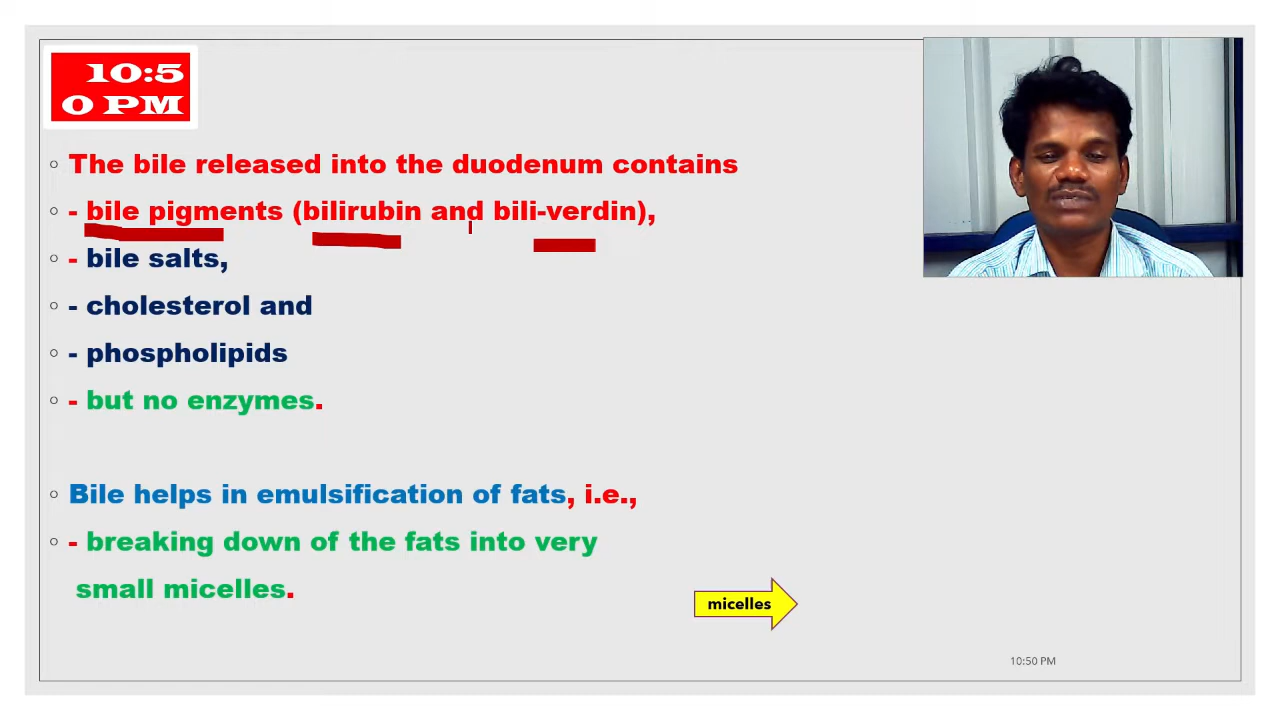 10:5
0 PM
The bile released into the duodenum contains
- bile pigments (bilirubin and bili-verdin),
- bile salts,
- cholesterol and
- phospholipids
- but no enzymes.
Bile helps in emulsification of fats, i.e.,
- breaking down of the fats into very
small micelles.
micelles
10:50 PM